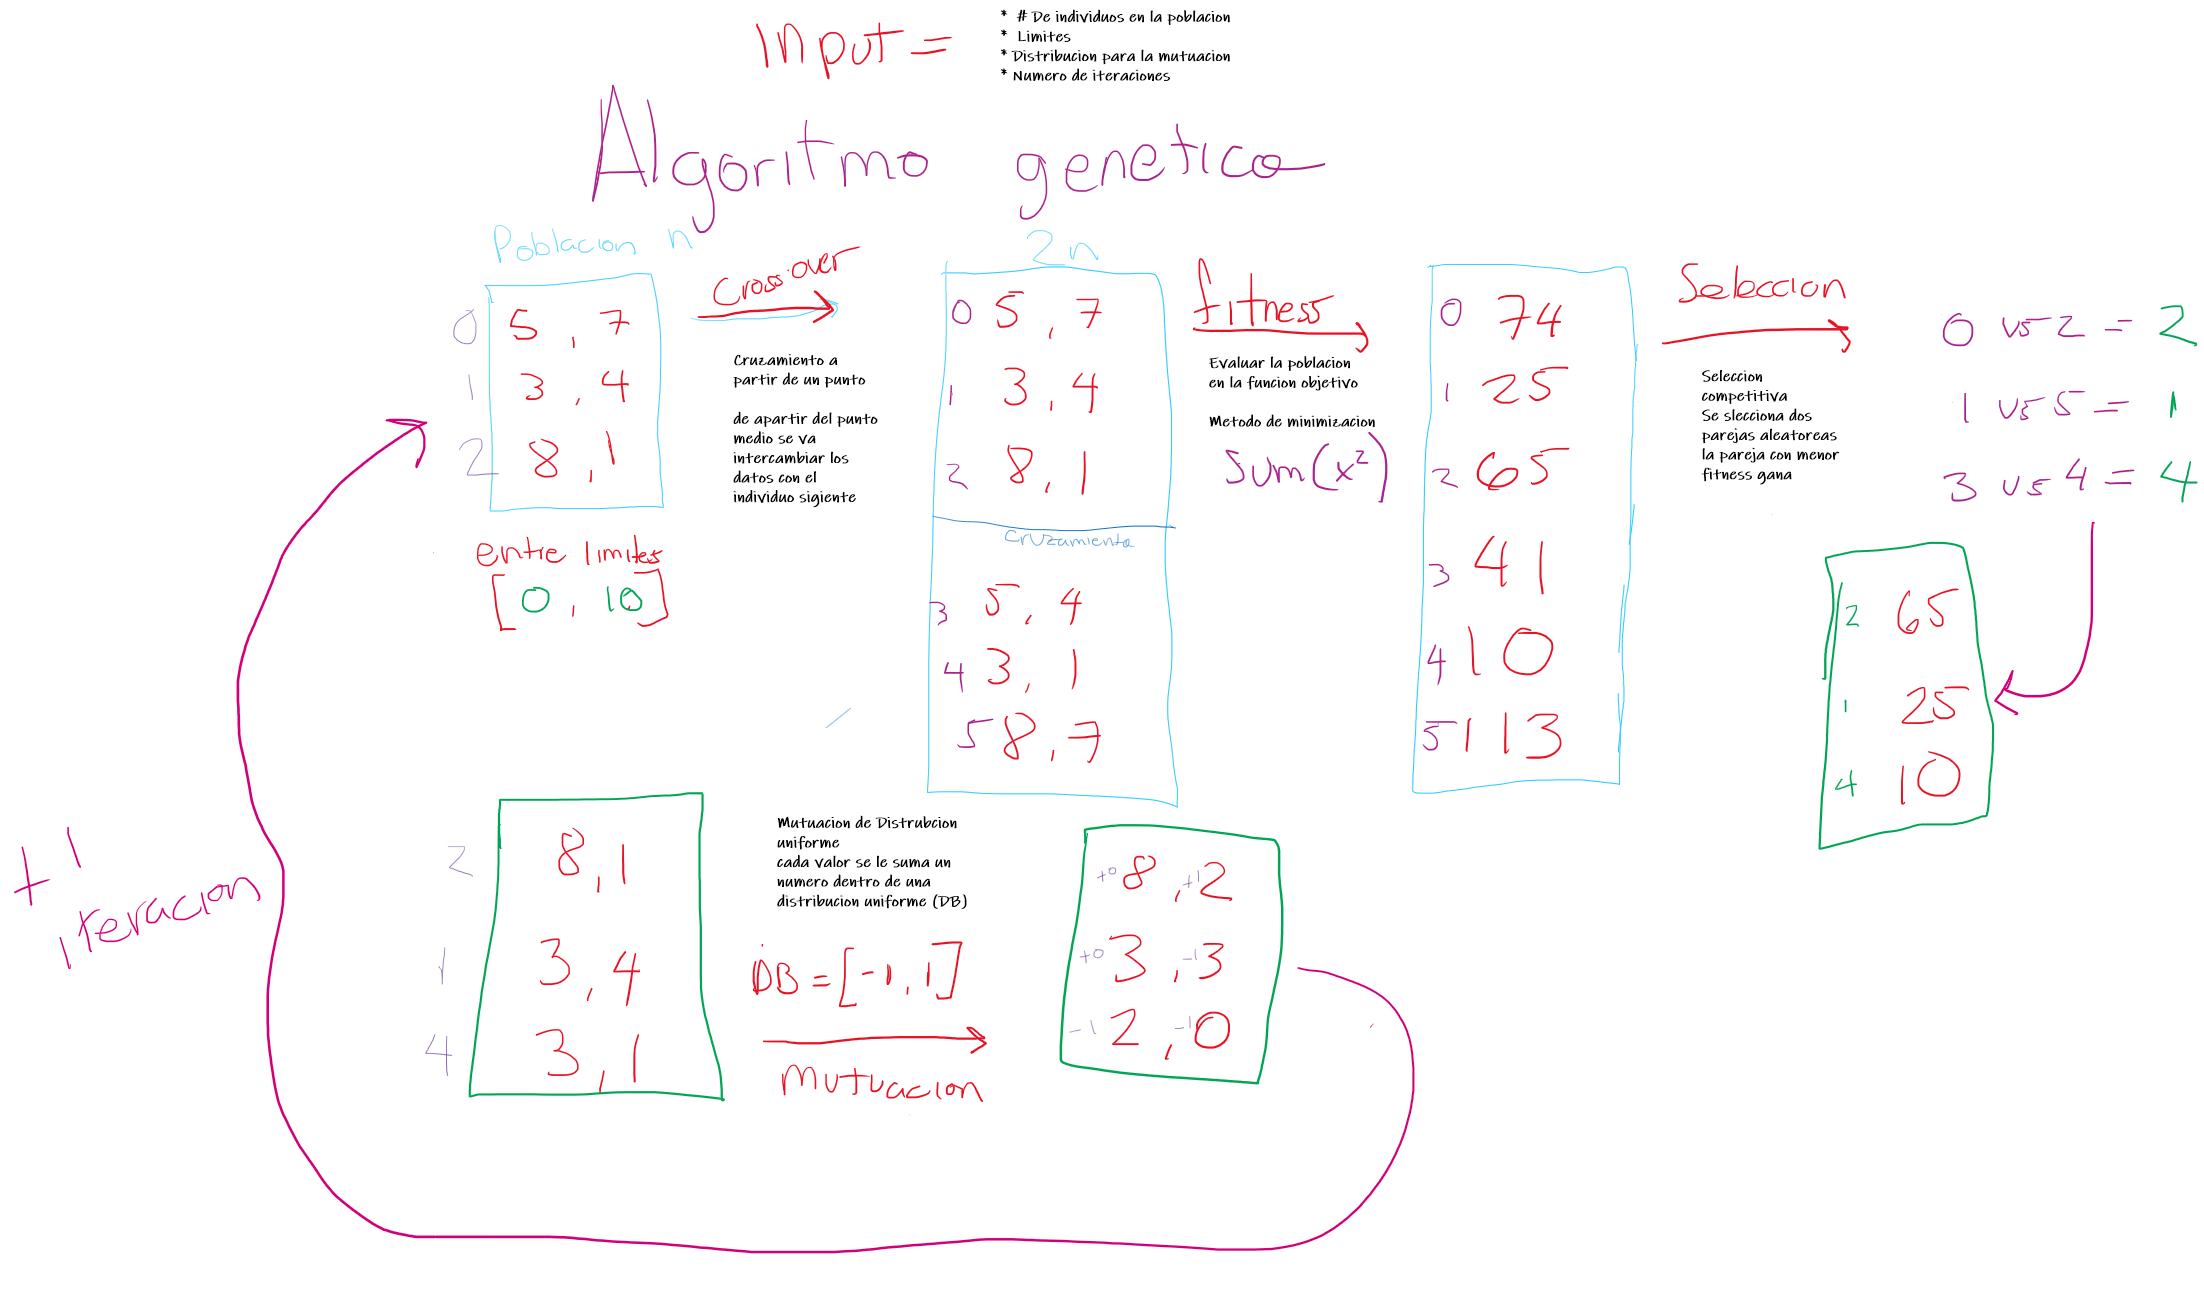 Input =
* # De individuos en la poblacion
* Limites
* Distribucion para la mutuacion
* Numero de iteraciones
Algoritmo genetico
Poblacion n
0 5 , 7
1 3 , 4
2 8 , 1
entre limites
[ 0 , 10 ]
Crossover
Cruzamiento a
partir de un punto
de apartir del punto
medio se va
intercambiar los
datos con el
individuo sigiente
2n
0 5 , 7
1 3 , 4
2 8 , 1
Cruzamiento
3 5 , 4
4 3 , 1
5 8 , 7
fitness
Evaluar la poblacion
en la funcion objetivo
Metodo de minimizacion
Sum(x²)
0 74
1 25
2 65
3 41
4 10
5 113
Seleccion
Seleccion
competitiva
Se slecciona dos
parejas aleatoreas
la pareja con menor
fitness gana
0 vs 2 = 2
1 vs 5 = 1
3 vs 4 = 4
2 65
1 25
4 10
2 8 , 1
1 3 , 4
4 3 , 1
Mutuacion de Distrubcion
uniforme
cada valor se le suma un
numero dentro de una
distribucion uniforme (DB)
DB = [-1, 1]
Mutuacion
+0 8 , +1 2
+0 3 , -1 3
-1 2 , -1 0
+1
iteracion